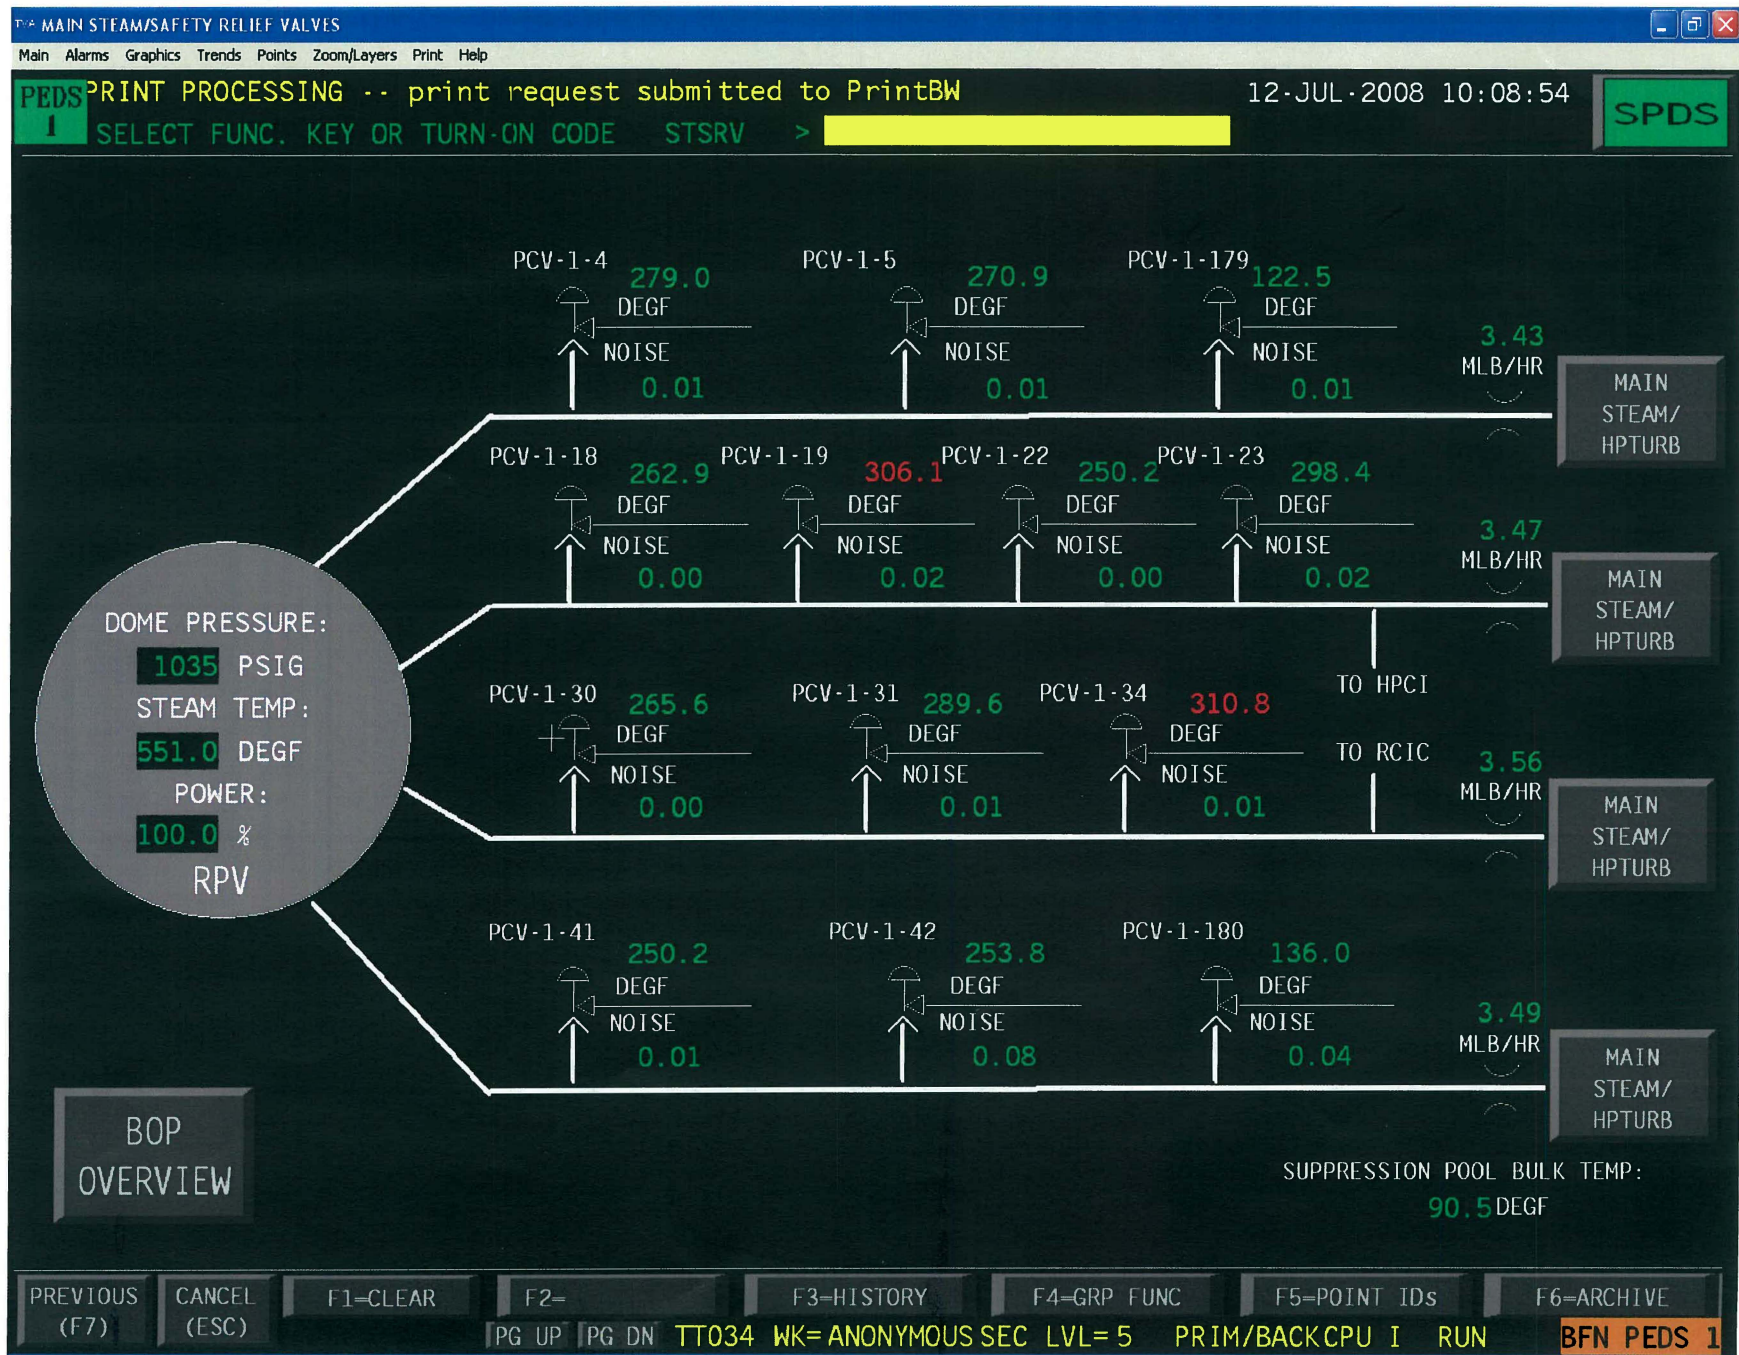 TVA MAIN STEAM/SAFETY RELIEF VALVES
Main Alarms Graphics Trends Points Zoom/Layers Print Help
PEDS 1
PRINT PROCESSING -- print request submitted to PrintBW
12-JUL-2008 10:08:54
SPDS
SELECT FUNC. KEY OR TURN-ON CODE STSRV >
PCV-1-4 279.0 PCV-1-5 270.9 PCV-1-179 122.5
DEGF DEGF DEGF
NOISE NOISE NOISE
0.01 0.01 0.01
3.43
MLB/HR
MAIN
STEAM/
HPTURB
PCV-1-18 262.9 PCV-1-19 306.1 PCV-1-22 250.2 PCV-1-23 298.4
DEGF DEGF DEGF DEGF
NOISE NOISE NOISE NOISE
0.00 0.02 0.00 0.02
3.47
MLB/HR
MAIN
STEAM/
HPTURB
TO HPCI
DOME PRESSURE:
1035 PSIG
STEAM TEMP:
551.0 DEGF
POWER:
100.0 %
RPV
PCV-1-30 265.6 PCV-1-31 289.6 PCV-1-34 310.8
DEGF DEGF DEGF
NOISE NOISE NOISE
0.00 0.01 0.01
TO RCIC
3.56
MLB/HR
MAIN
STEAM/
HPTURB
PCV-1-41 250.2 PCV-1-42 253.8 PCV-1-180 136.0
DEGF DEGF DEGF
NOISE NOISE NOISE
0.01 0.08 0.04
3.49
MLB/HR
MAIN
STEAM/
HPTURB
BOP
OVERVIEW
SUPPRESSION POOL BULK TEMP:
90.5 DEGF
PREVIOUS
(F7)
CANCEL
(ESC)
F1=CLEAR F2= F3=HISTORY F4=GRP FUNC F5=POINT IDs F6=ARCHIVE
PG UP PG DN TT034 WK=ANONYMOUS SEC LVL=5 PRIM/BACK CPU I RUN BFN PEDS 1